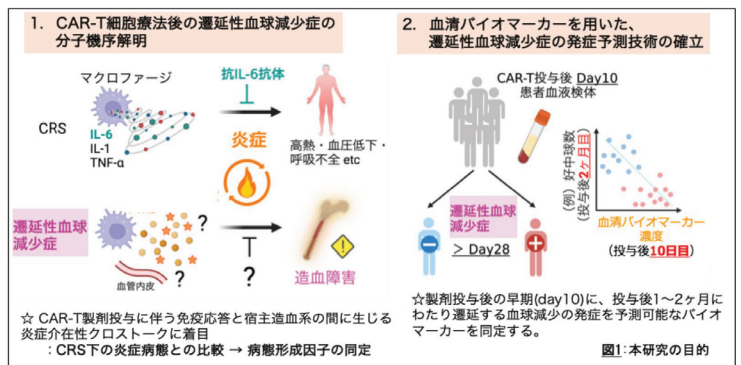 1. CAR-T細胞療法後の遷延性血球減少症の
分子機序解明
マクロファージ
抗IL-6抗体
CRS
IL-6
IL-1
TNF-α
炎症
高熱・血圧低下・
呼吸不全 etc
遷延性血球
減少症
?
血管内皮
?
?
造血障害
☆ CAR-T製剤投与に伴う免疫応答と宿主造血系の間に生じる
炎症介在性クロストークに着目
：CRS下の炎症病態との比較 → 病態形成因子の同定
2. 血清バイオマーカーを用いた、
遷延性血球減少症の発症予測技術の確立
CAR-T投与後 Day10
患者血液検体
遷延性血球
減少症
> Day28
(例) 好中球数
(投与後2ヶ月目)
血清バイオマーカー
濃度
(投与後10日目)
☆製剤投与後の早期(day10)に、投与後1〜2ヶ月に
わたり遷延する血球減少の発症を予測可能なバイオ
マーカーを同定する。
図1:本研究の目的